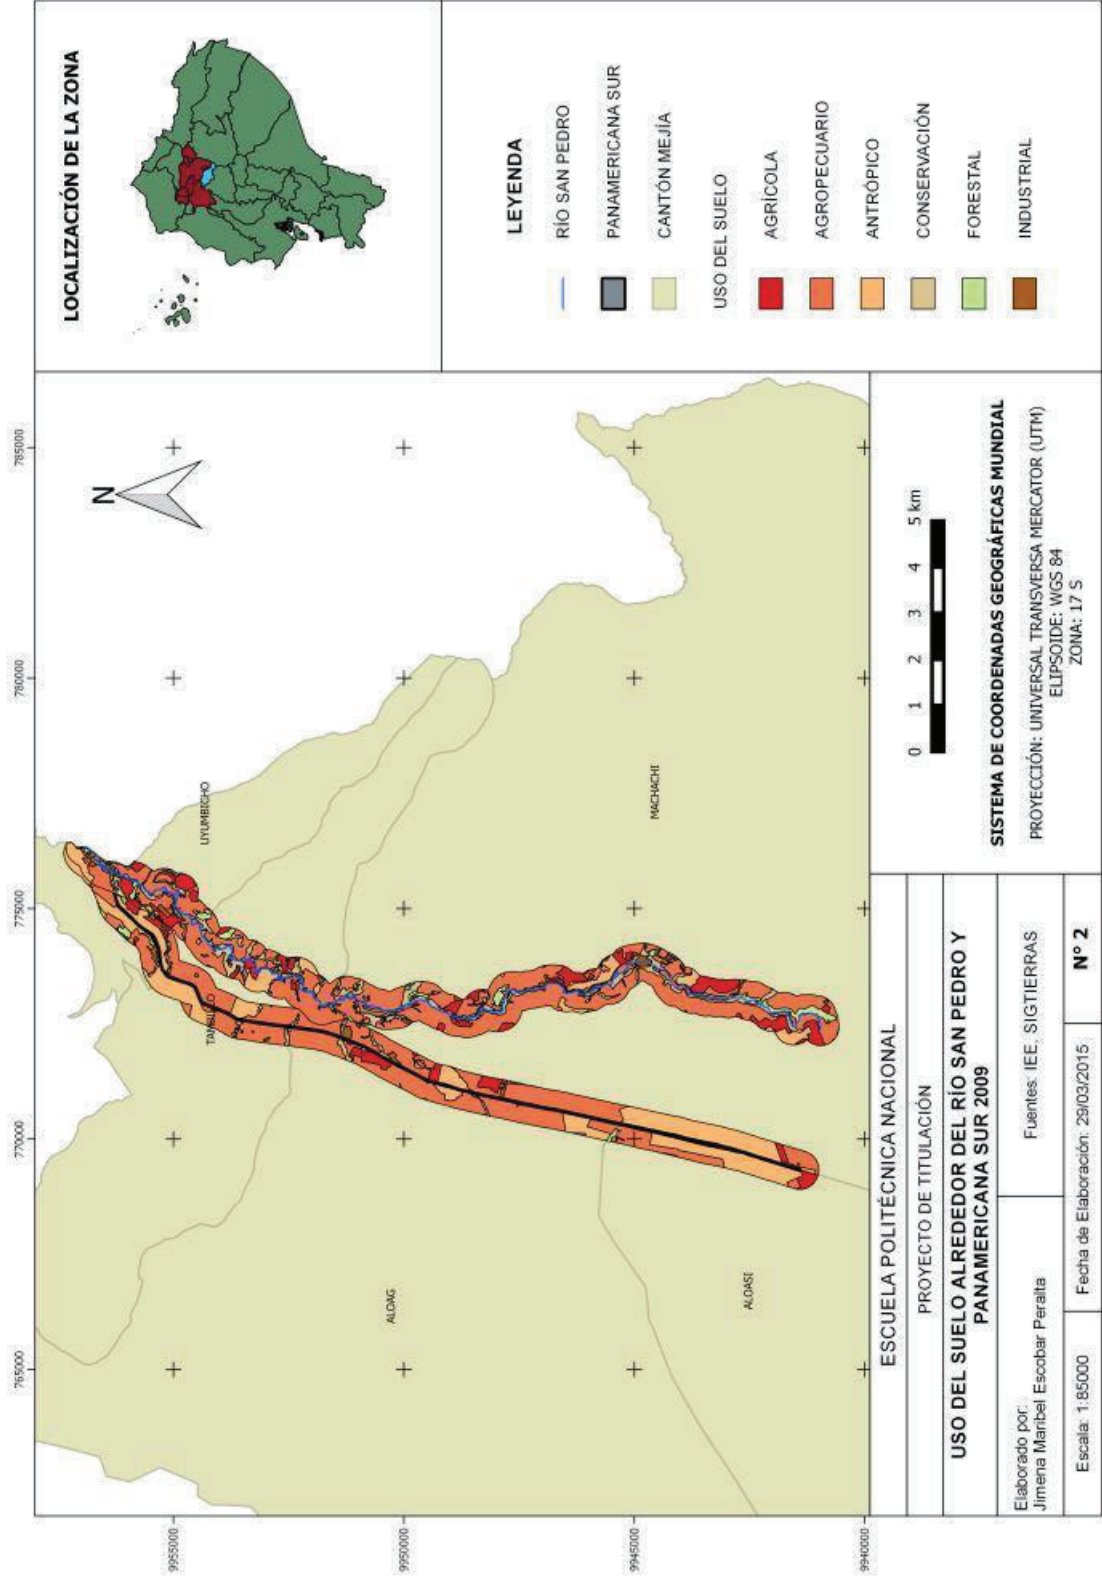 LOCALIZACIÓN DE LA ZONA
LEYENDA
RÍO SAN PEDRO
PANAMERICANA SUR
CANTÓN MEJÍA
USO DEL SUELO
AGRÍCOLA
AGROPECUARIO
ANTRÓPICO
CONSERVACIÓN
FORESTAL
INDUSTRIAL
765000
770000
775000
780000
785000
9955000
9950000
9945000
9940000
N
UYUMBICHO
TAMBILLO
MACHACHI
ALOAG
ALOASI
0 1 2 3 4 5 km
SISTEMA DE COORDENADAS GEOGRÁFICAS MUNDIAL
PROYECCIÓN: UNIVERSAL TRANSVERSA MERCATOR (UTM)
ELIPSOIDE: WGS 84
ZONA: 17 S
ESCUELA POLITÉCNICA NACIONAL
PROYECTO DE TITULACIÓN
USO DEL SUELO ALREDEDOR DEL RÍO SAN PEDRO Y
PANAMERICANA SUR 2009
Elaborado por:
Jimena Maribel Escobar Peralta
Fuentes: IEE, SIGTIERRAS
Escala: 1:85000
Fecha de Elaboración: 29/03/2015
N° 2